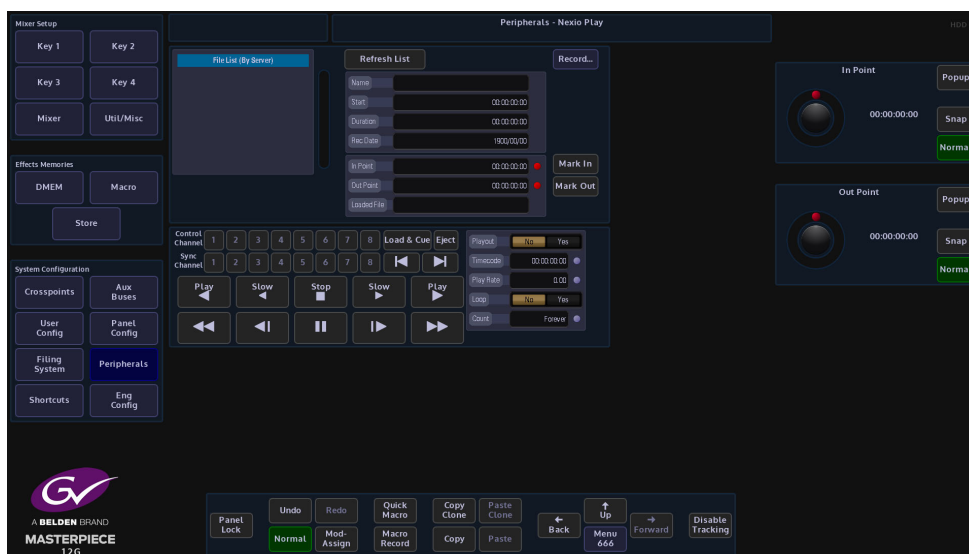 Mixer Setup
Peripherals - Nexio Play
HDD
Key 1
Key 2
Key 3
Key 4
Mixer
Util/Misc
File List (By Server)
Refresh List
Record...
Name
Start
00:00:00:00
Duration
00:00:00:00
Rec.Date
1900/00/00
In Point
00:00:00:00
Mark In
Out Point
00:00:00:00
Mark Out
Loaded File
In Point
Popup
00:00:00:00
Snap
Norma
Out Point
Popup
00:00:00:00
Snap
Norma
Effects Memories
DMEM
Macro
Store
Control
Channel
1 2 3 4 5 6 7 8
Load & Cue
Eject
Sync
Channel
1 2 3 4 5 6 7 8
Play
Slow
Stop
Slow
Play
Playout
No
Yes
Timecode
00:00:00:00
Play Rate
0.00
Loop
No
Yes
Count
Forever
System Configuration
Crosspoints
Aux
Buses
User
Config
Panel
Config
Filing
System
Peripherals
Shortcuts
Eng
Config
GV
A BELDEN BRAND
MASTERPIECE
12G
Panel
Lock
Undo
Redo
Normal
Mod-
Assign
Quick
Macro
Macro
Record
Copy
Clone
Paste
Clone
Copy
Paste
Back
Up
Menu
666
Forward
Disable
Tracking